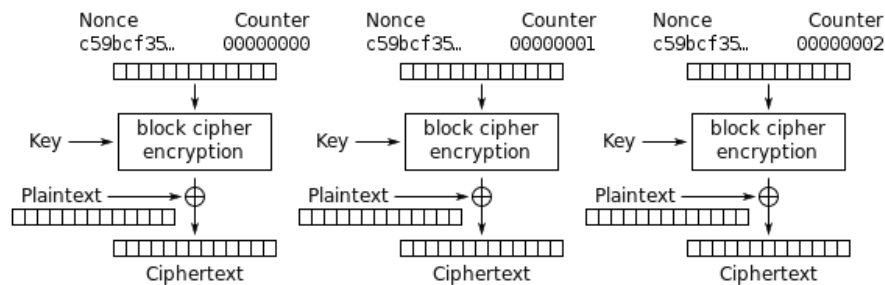 Nonce Counter Nonce Counter Nonce Counter
c59bcf35… 00000000 c59bcf35… 00000001 c59bcf35… 00000002
block cipher block cipher block cipher
Key Key Key
encryption encryption encryption
Plaintext Plaintext Plaintext
Ciphertext Ciphertext Ciphertext